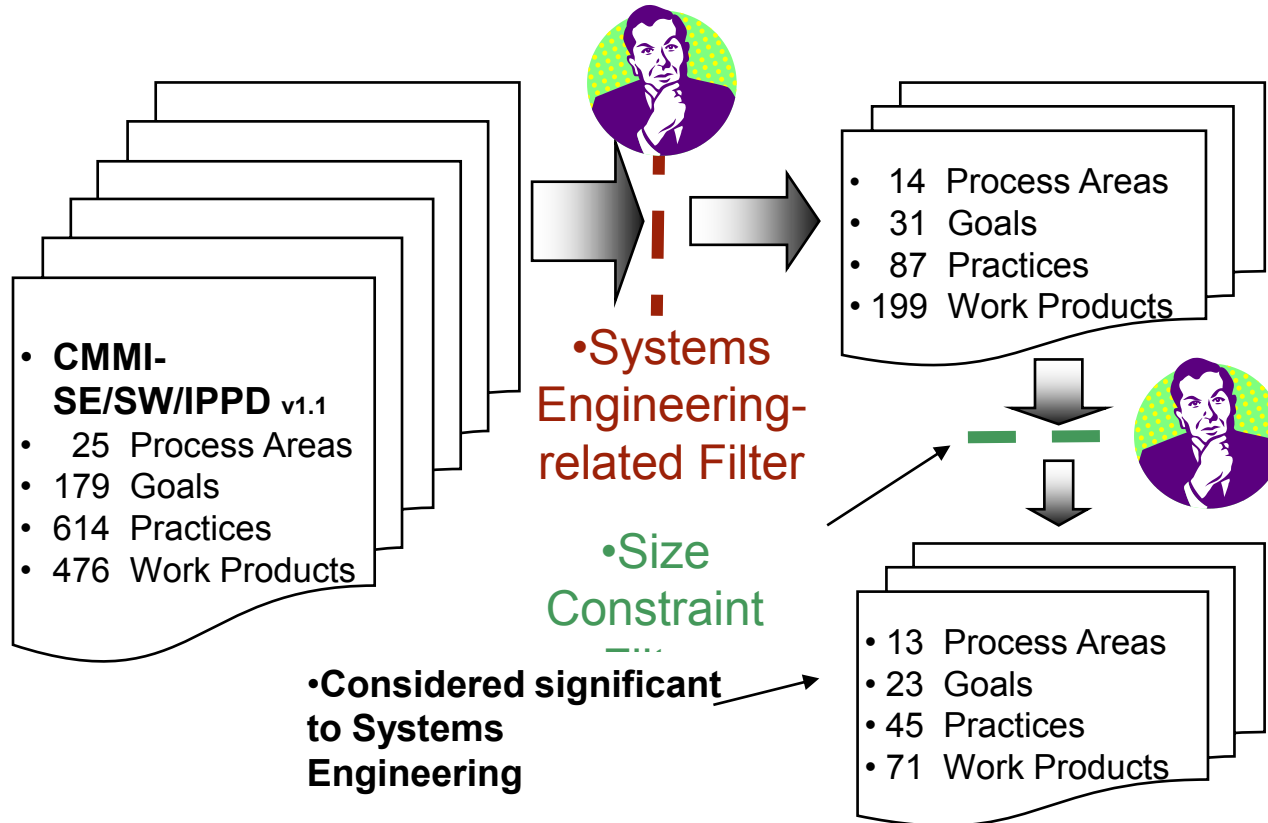 • CMMI-
SE/SW/IPPD v1.1
• 25 Process Areas
• 179 Goals
• 614 Practices
• 476 Work Products
•Systems
Engineering-
related Filter
•Size
Constraint
• 14 Process Areas
• 31 Goals
• 87 Practices
• 199 Work Products
•Considered significant
to Systems
Engineering
• 13 Process Areas
• 23 Goals
• 45 Practices
• 71 Work Products